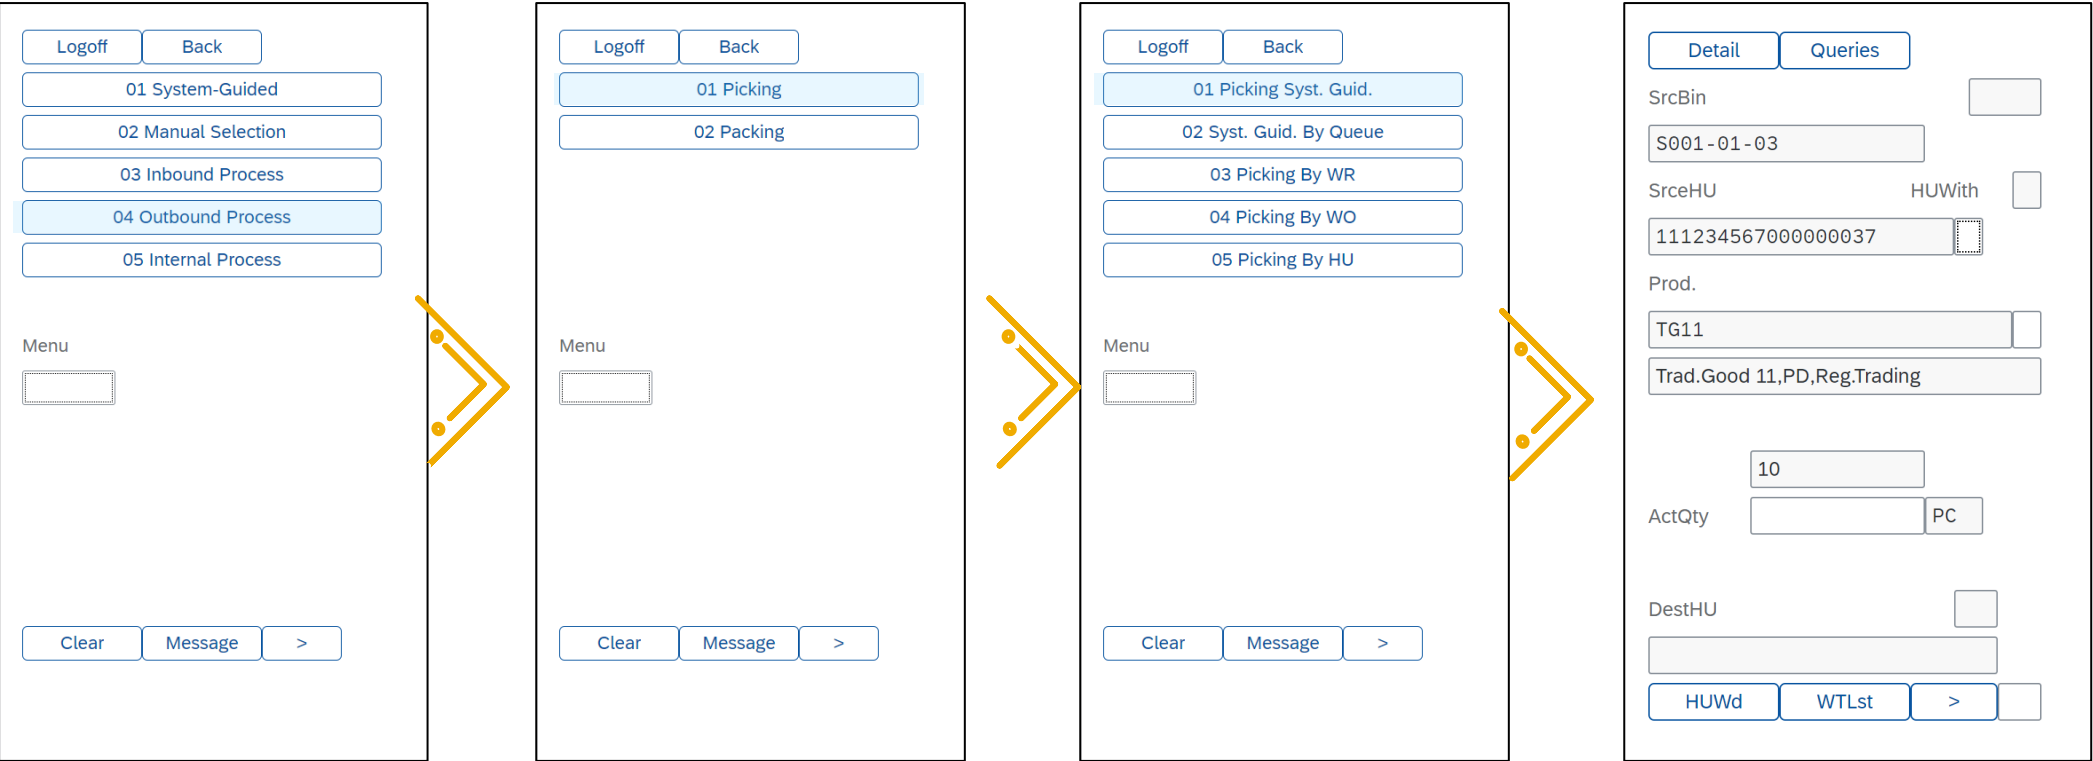 Logoff Back
01 System-Guided
02 Manual Selection
03 Inbound Process
04 Outbound Process
05 Internal Process
Menu
Clear Message >
Logoff Back
01 Picking
02 Packing
Menu
Clear Message >
Logoff Back
01 Picking Syst. Guid.
02 Syst. Guid. By Queue
03 Picking By WR
04 Picking By WO
05 Picking By HU
Menu
Clear Message >
Detail Queries
SrcBin
S001-01-03
SrceHU HUWith
111234567000000037
Prod.
TG11
Trad.Good 11,PD,Reg.Trading
10
ActQty PC
DestHU
HUWd WTLst >